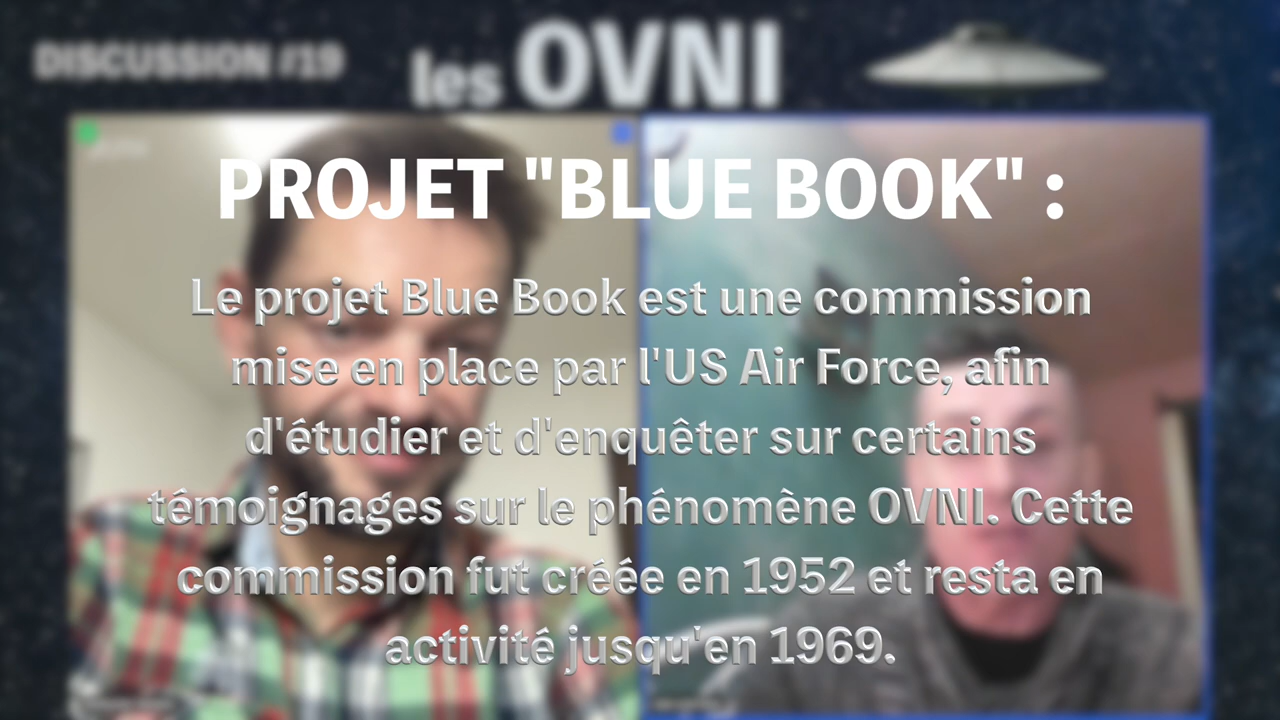 DISCUSSION #19
les OVNI
PROJET "BLUE BOOK" :
Le projet Blue Book est une commission
mise en place par l'US Air Force, afin
d'étudier et d'enquêter sur certains
témoignages sur le phénomène OVNI. Cette
commission fut créée en 1952 et resta en
activité jusqu'en 1969.